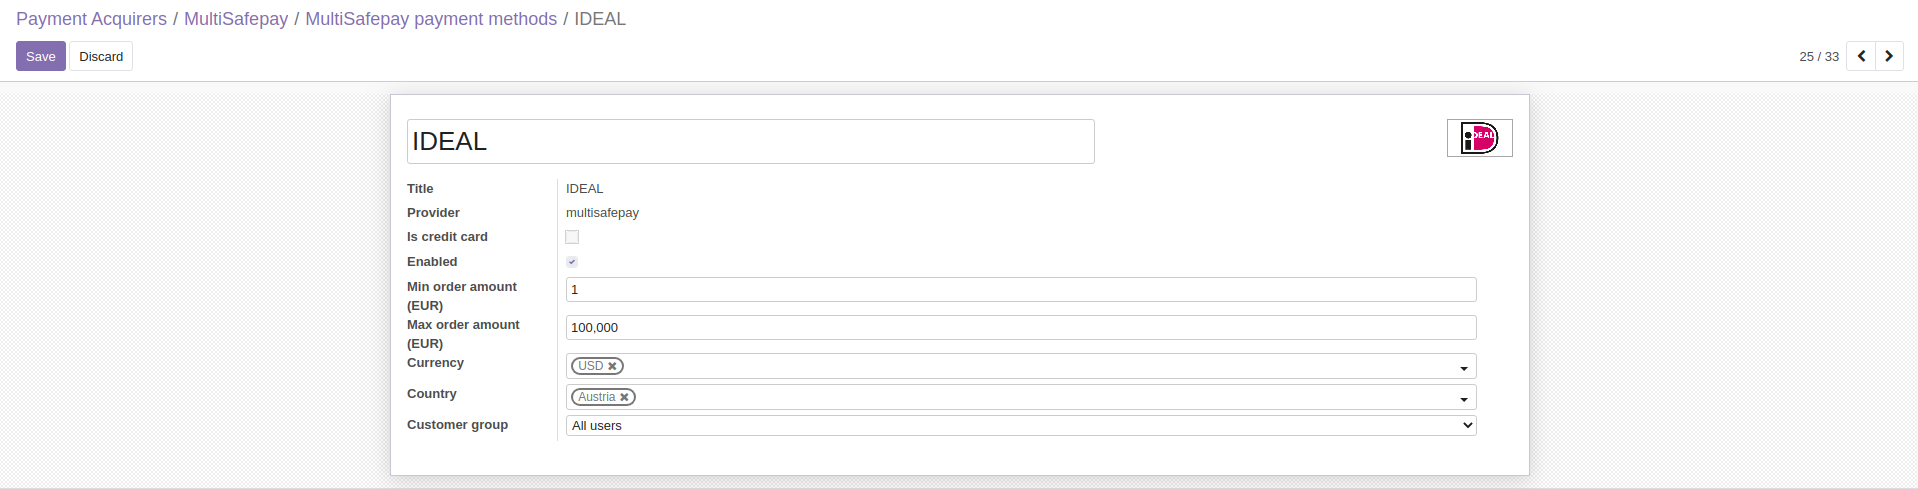 Payment Acquirers / MultiSafepay / MultiSafepay payment methods / IDEAL
Save Discard 25 / 33
IDEAL
iDEAL
Title IDEAL
Provider multisafepay
Is credit card
Enabled
Min order amount (EUR) 1
Max order amount (EUR) 100,000
Currency USD
Country Austria
Customer group All users